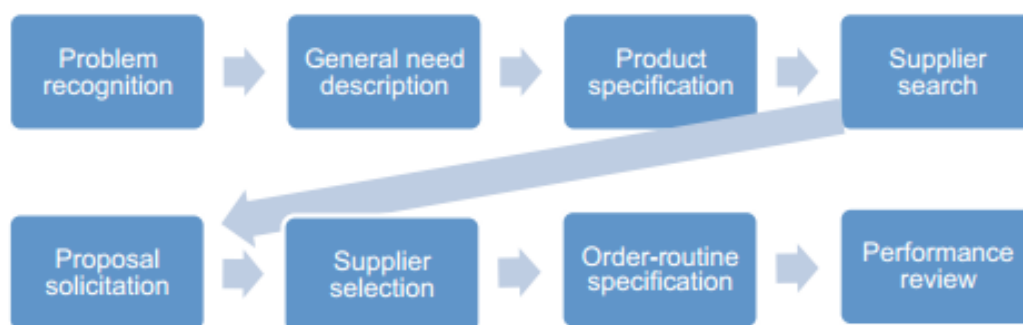 Problem
recognition
General need
description
Product
specification
Supplier
search
Proposal
solicitation
Supplier
selection
Order-routine
specification
Performance
review